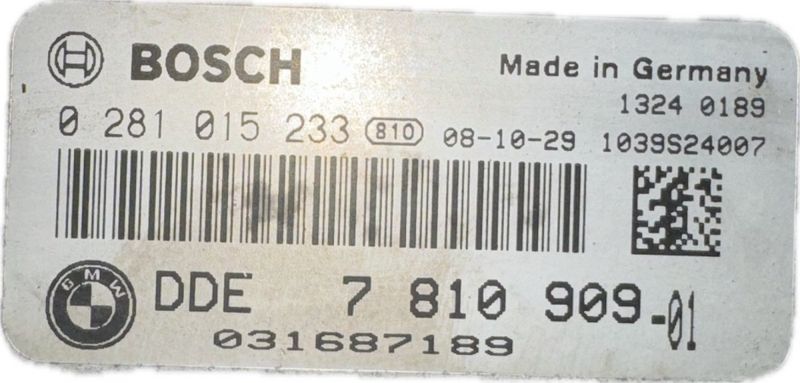 BOSCH Made in Germany
1324 0189
0 281 015 233 810 08-10-29 1039S24007
BMW DDE 7 810 909-01
031687189